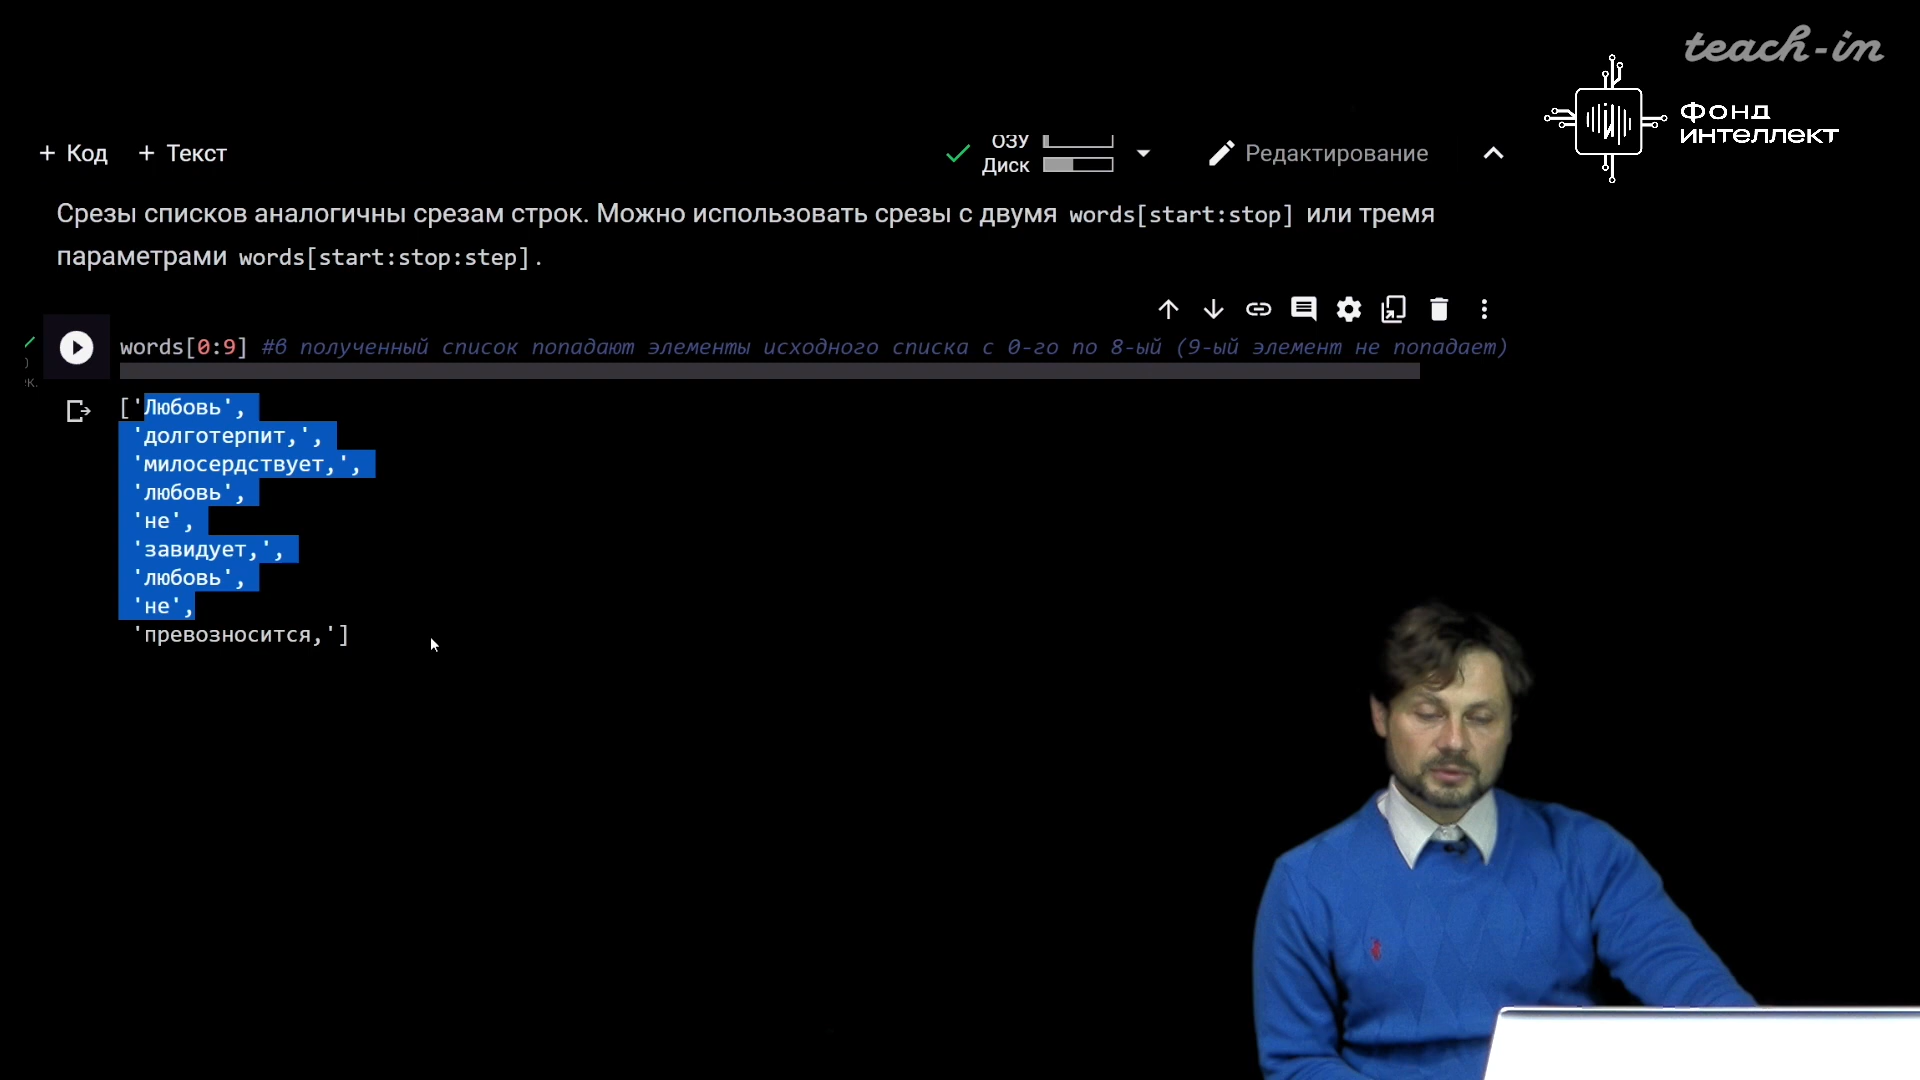 teach-in
Фонд
интеллект
+ Код + Текст
ОЗУ
Диск
Редактирование
Срезы списков аналогичны срезам строк. Можно использовать срезы с двумя words[start:stop] или тремя
параметрами words[start:stop:step].
words[0:9] #в полученный список попадают элементы исходного списка с 0-го по 8-ый (9-ый элемент не попадает)
['Любовь',
'долготерпит,',
'милосердствует,',
'любовь',
'не',
'завидует,',
'любовь',
'не',
'превозносится,']